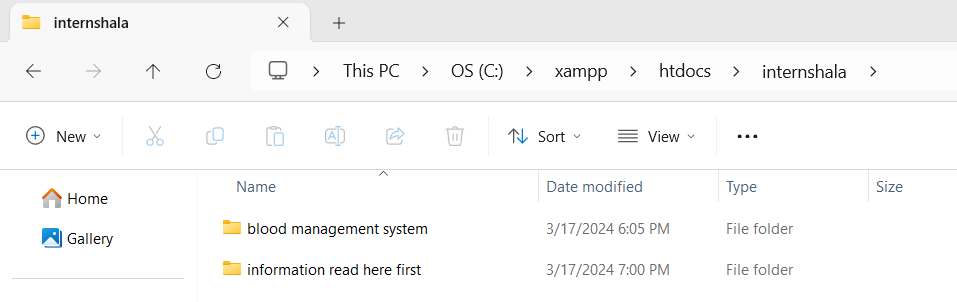 internshala
This PC > OS (C:) > xampp > htdocs > internshala >
New Sort View
Name Date modified Type Size
Home
Gallery
blood management system 3/17/2024 6:05 PM File folder
information read here first 3/17/2024 7:00 PM File folder